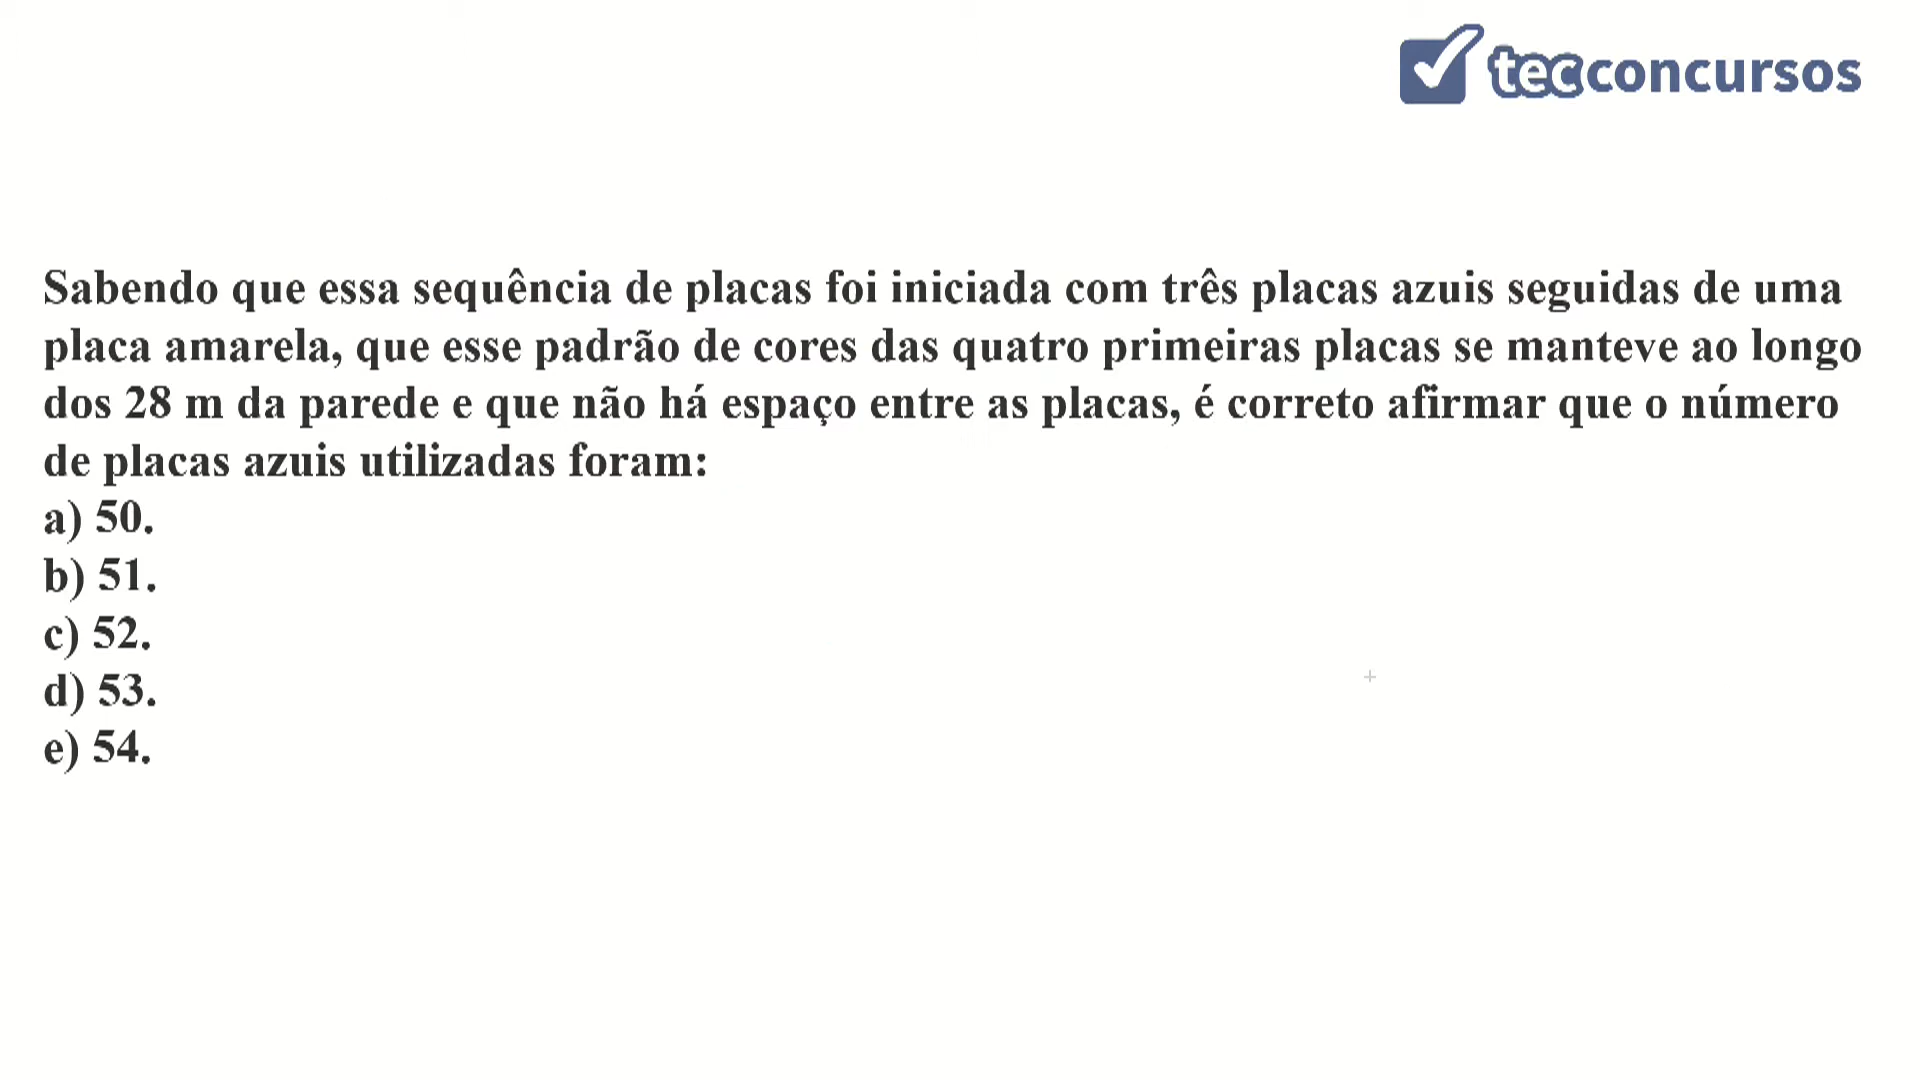 tecconcursos
Sabendo que essa sequência de placas foi iniciada com três placas azuis seguidas de uma
placa amarela, que esse padrão de cores das quatro primeiras placas se manteve ao longo
dos 28 m da parede e que não há espaço entre as placas, é correto afirmar que o número
de placas azuis utilizadas foram:
a) 50.
b) 51.
c) 52.
d) 53.
e) 54.